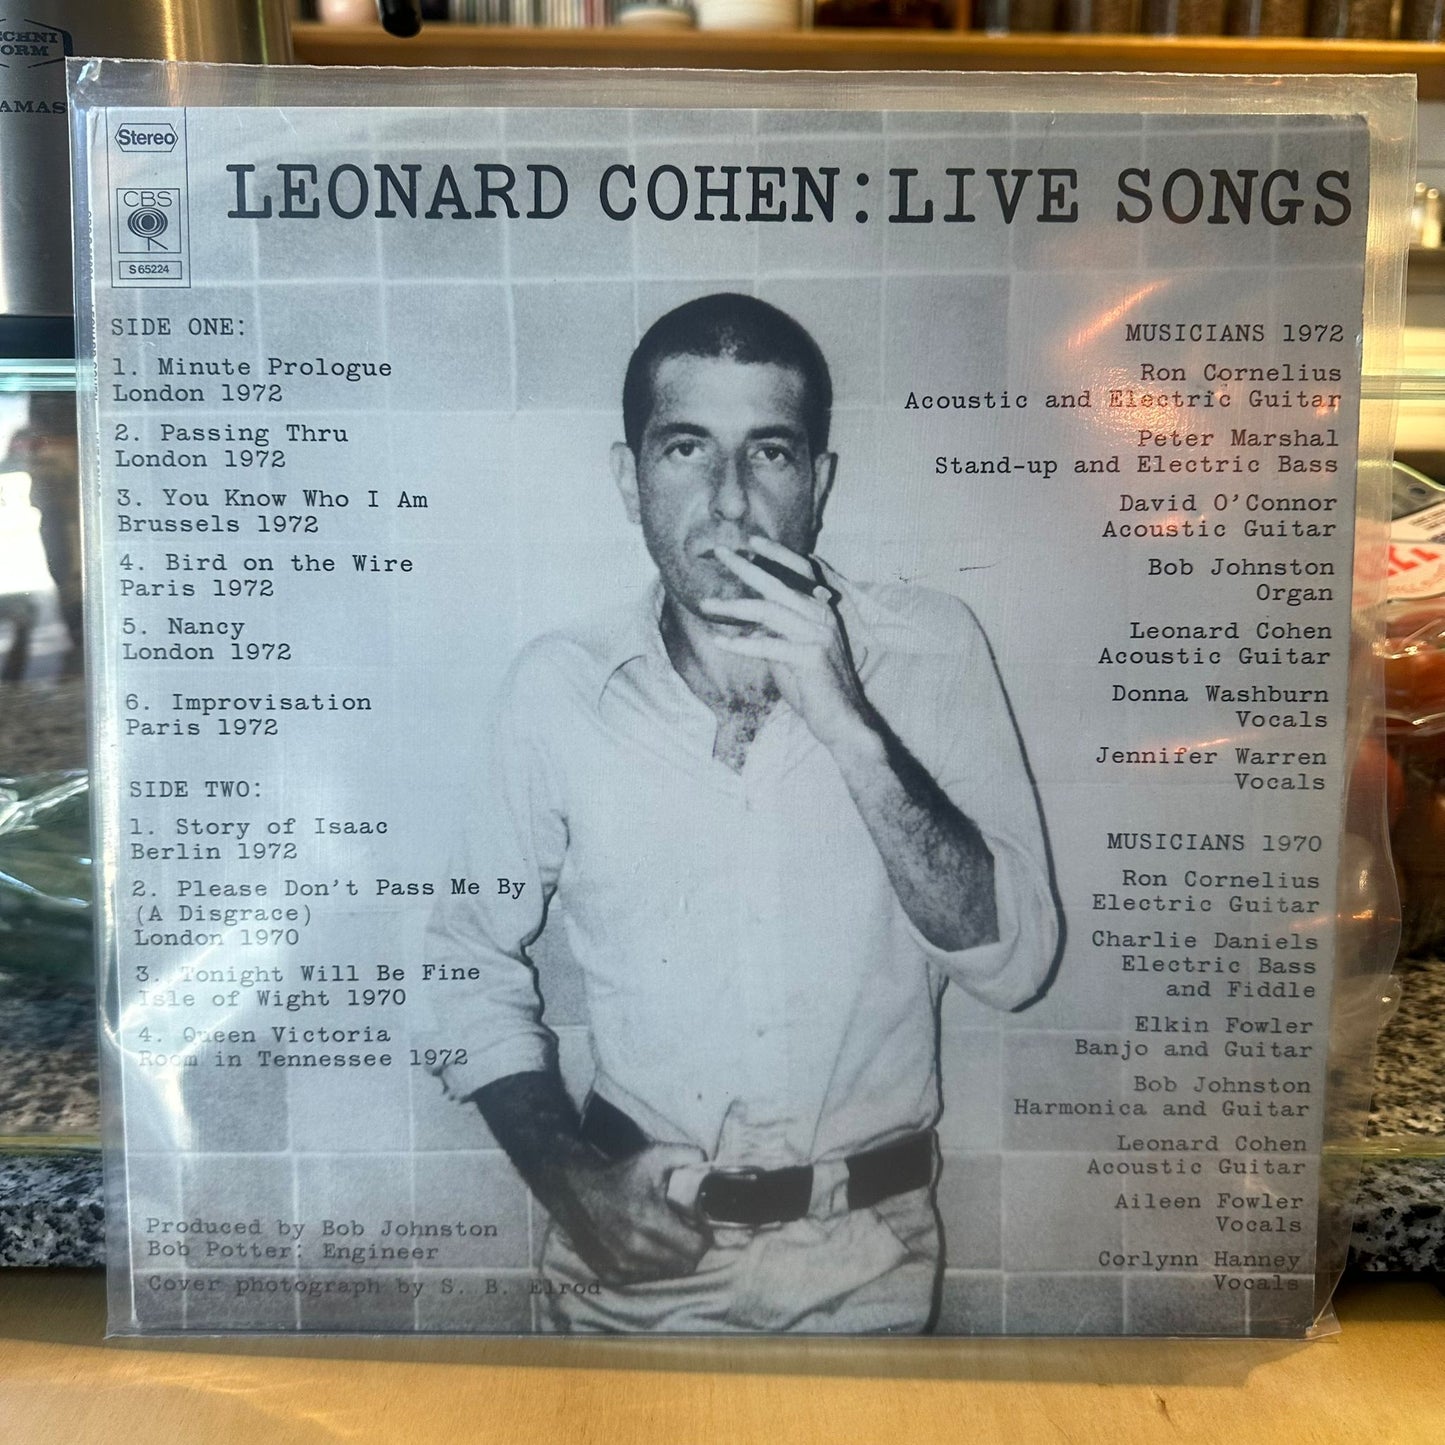 Stereo
CBS
S 65224
LEONARD COHEN:LIVE SONGS
SIDE ONE:
1. Minute Prologue
London 1972
2. Passing Thru
London 1972
3. You Know Who I Am
Brussels 1972
4. Bird on the Wire
Paris 1972
5. Nancy
London 1972
6. Improvisation
Paris 1972
SIDE TWO:
1. Story of Isaac
Berlin 1972
2. Please Don't Pass Me By
(A Disgrace)
London 1970
3. Tonight Will Be Fine
Isle of Wight 1970
4. Queen Victoria
Room in Tennessee 1972
Produced by Bob Johnston
Bob Potter: Engineer
Cover photograph by S. B. Elrod
MUSICIANS 1972
Ron Cornelius
Acoustic and Electric Guitar
Peter Marshal
Stand-up and Electric Bass
David O'Connor
Acoustic Guitar
Bob Johnston
Organ
Leonard Cohen
Acoustic Guitar
Donna Washburn
Vocals
Jennifer Warren
Vocals
MUSICIANS 1970
Ron Cornelius
Electric Guitar
Charlie Daniels
Electric Bass
and Fiddle
Elkin Fowler
Banjo and Guitar
Bob Johnston
Harmonica and Guitar
Leonard Cohen
Acoustic Guitar
Aileen Fowler
Vocals
Corlynn Hanney
Vocals